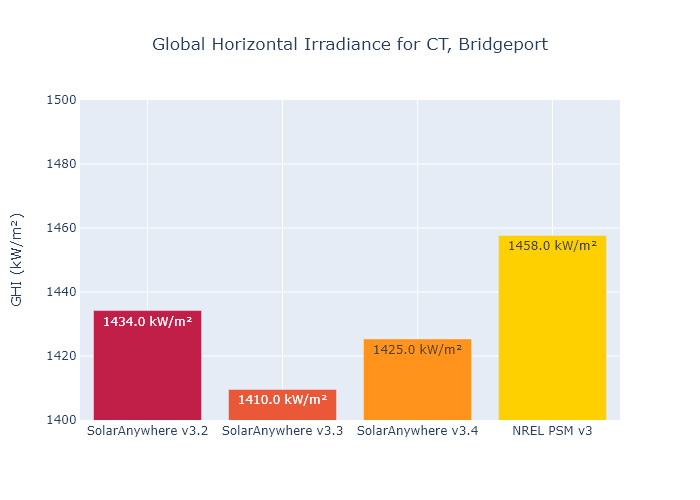 Global Horizontal Irradiance for CT, Bridgeport
GHI (kW/m²)
1500
1480
1460
1440
1420
1400
1434.0 kW/m²
1410.0 kW/m²
1425.0 kW/m²
1458.0 kW/m²
SolarAnywhere v3.2
SolarAnywhere v3.3
SolarAnywhere v3.4
NREL PSM v3